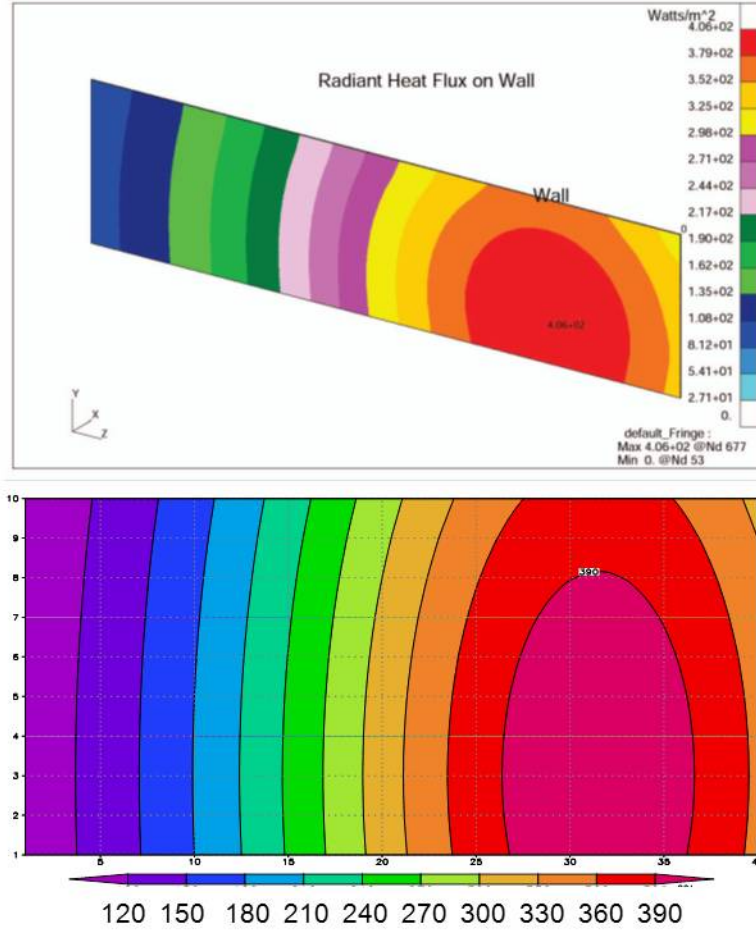 Watts/m^2
4.06+02
3.79+02
Radiant Heat Flux on Wall
3.52+02
3.25+02
2.98+02
2.71+02
2.44+02
Wall
2.17+02
0
1.90+02
1.62+02
1.35+02
4.06+02
1.08+02
8.12+01
5.41+01
2.71+01
0.
Y
X
Z
default_Fringe :
Max 4.06+02 @Nd 677
Min 0. @Nd 53
10
9
8
390
7
6
5
4
3
2
1
5 10 15 20 25 30 35
120 150 180 210 240 270 300 330 360 390